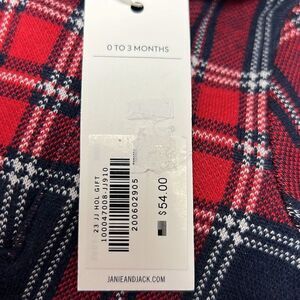 0 TO 3 MONTHS
23 JJ HOL GIFT
100047008-JJ910
200602905
$54.00
JANIEANDJACK.COM